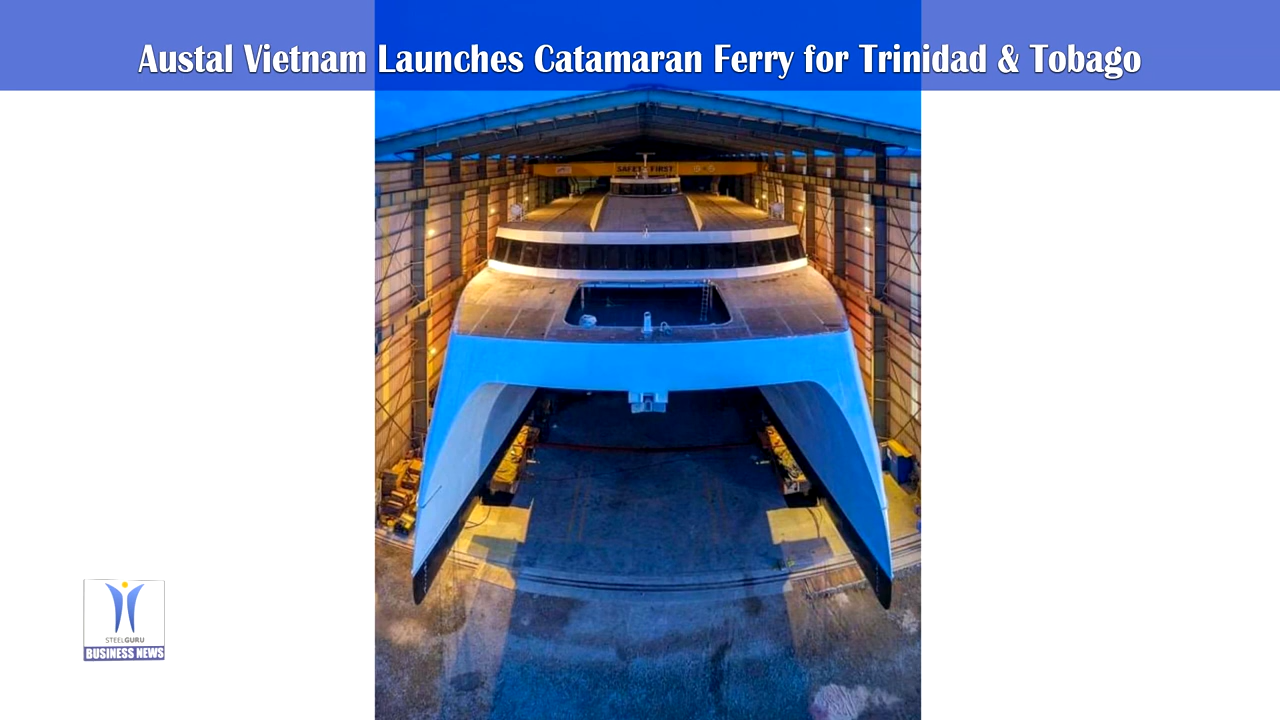 Austal Vietnam Launches Catamaran Ferry for Trinidad & Tobago
SAFETY FIRST
STEELGURU
BUSINESS NEWS